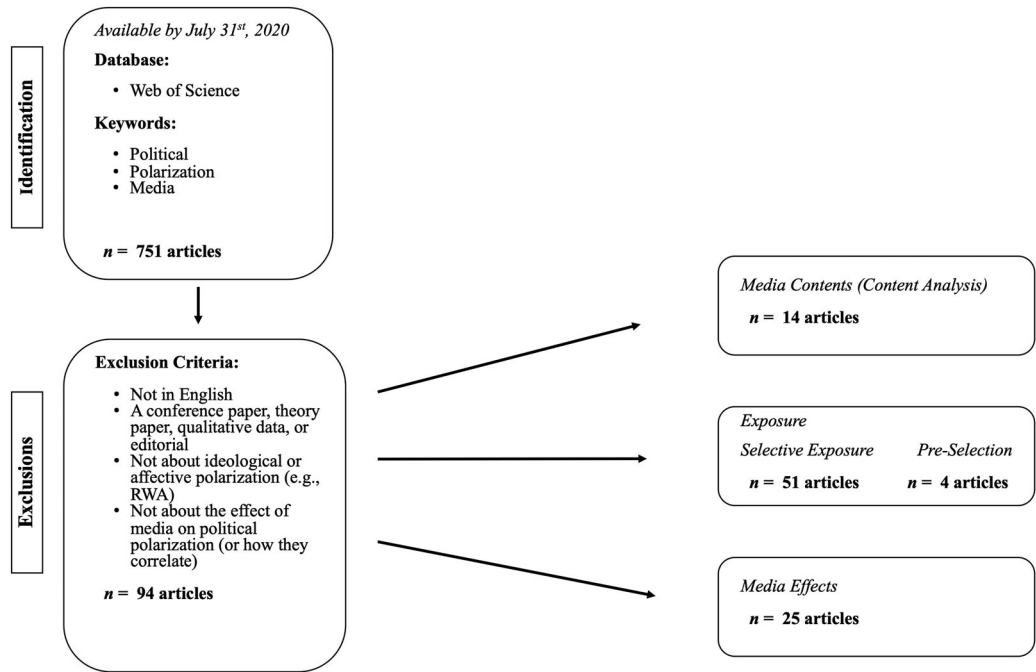 Identification
Available by July 31st, 2020
Database:
• Web of Science
Keywords:
• Political
• Polarization
• Media
n = 751 articles
Exclusions
Exclusion Criteria:
• Not in English
• A conference paper, theory
paper, qualitative data, or
editorial
• Not about ideological or
affective polarization (e.g.,
RWA)
• Not about the effect of
media on political
polarization (or how they
correlate)
n = 94 articles
Media Contents (Content Analysis)
n = 14 articles
Exposure
Selective Exposure Pre-Selection
n = 51 articles n = 4 articles
Media Effects
n = 25 articles